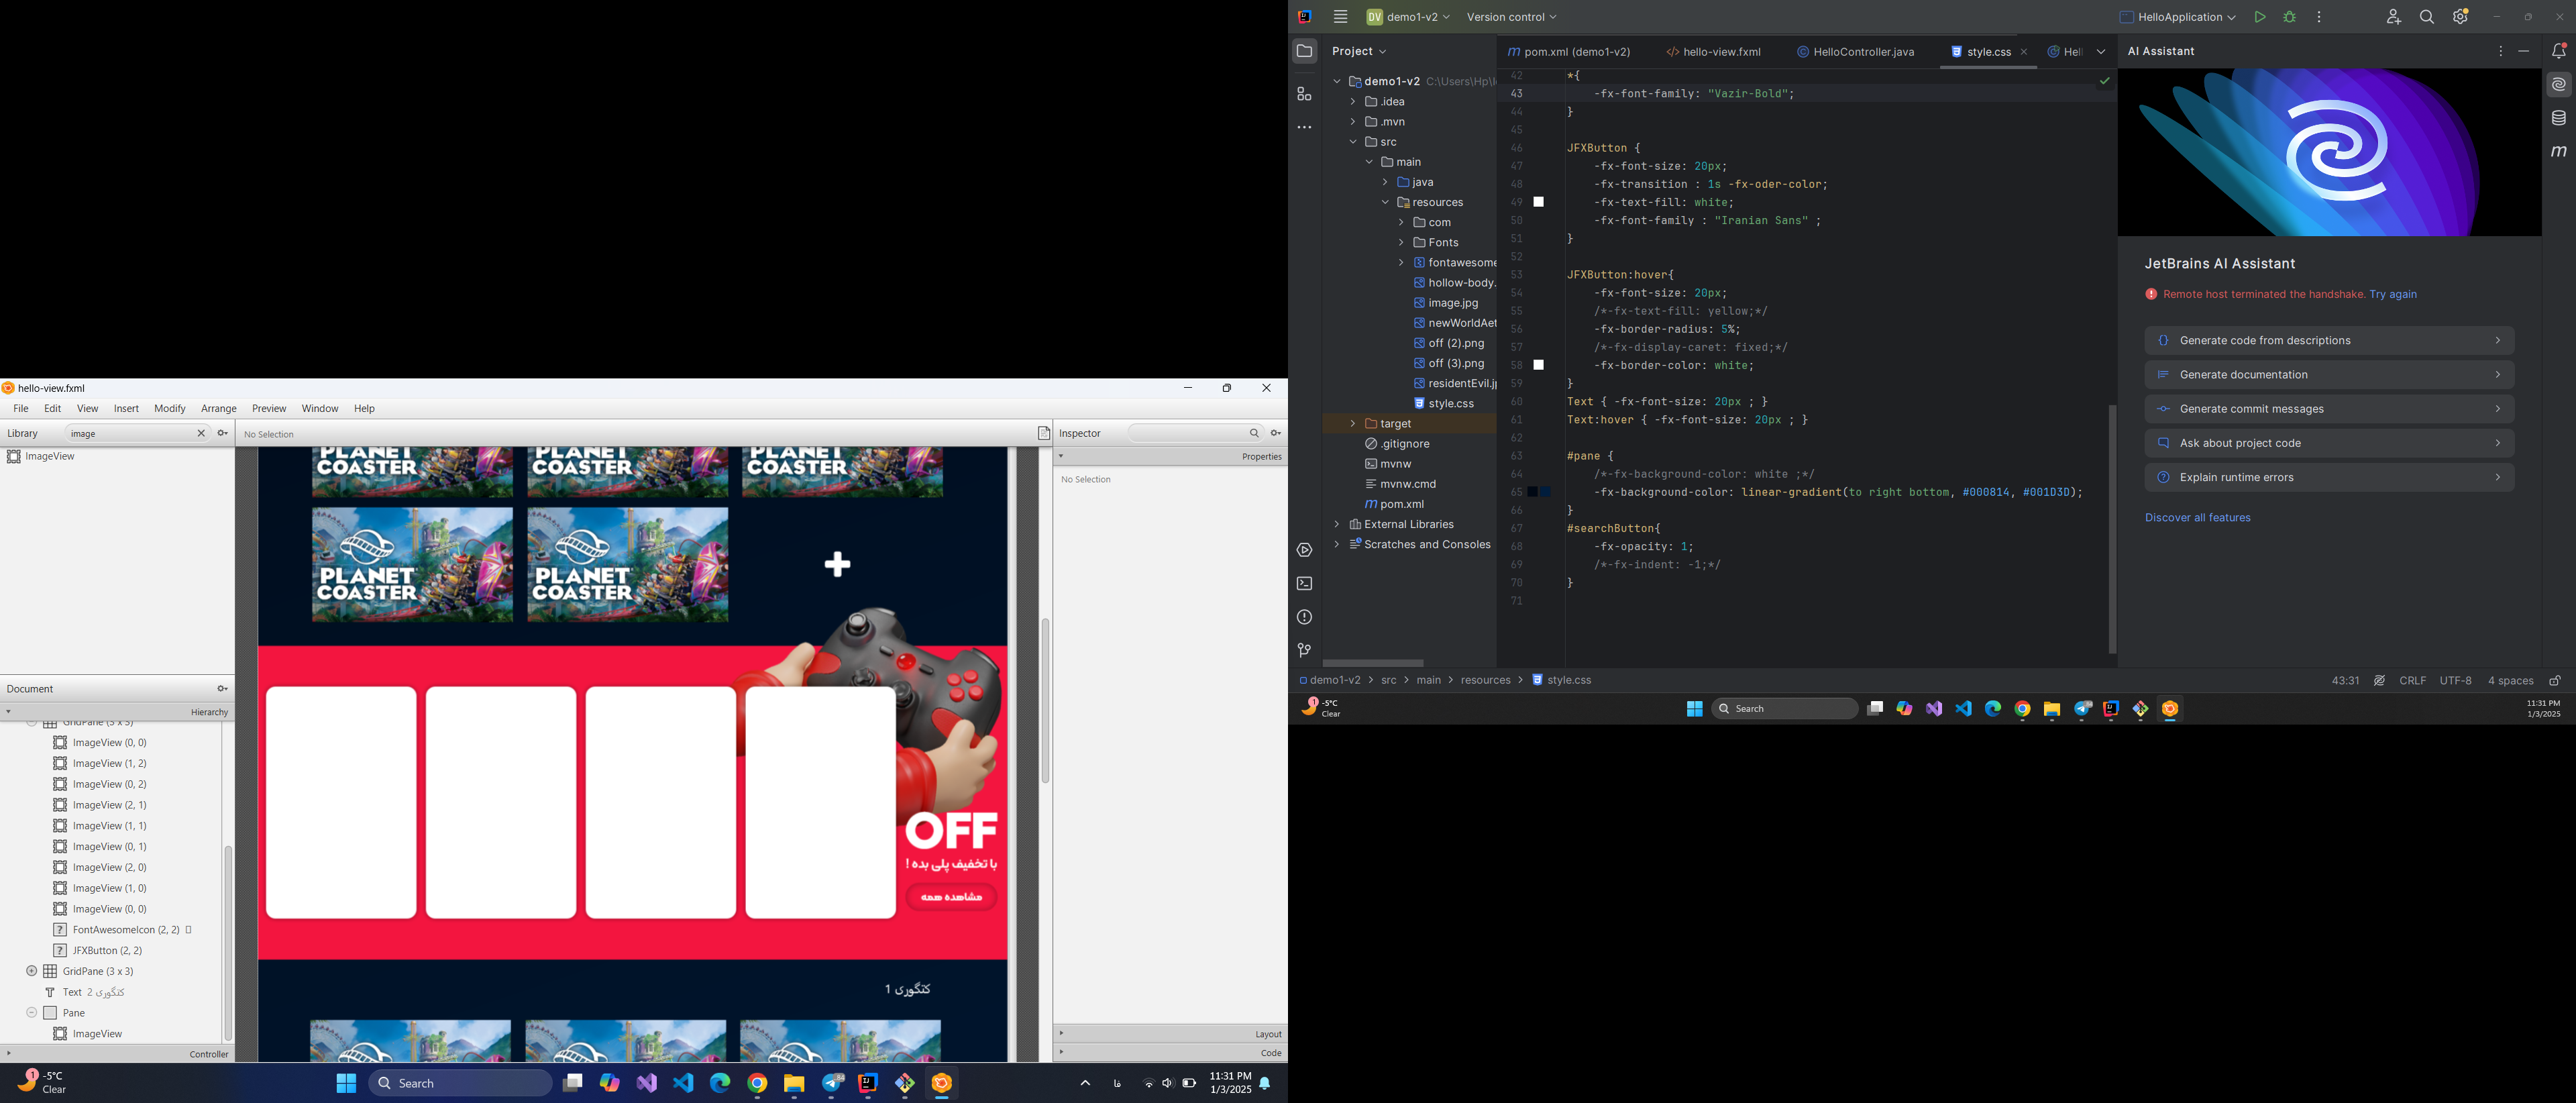 hello-view.fxml
File Edit View Insert Modify Arrange Preview Window Help
Library image
No Selection
Inspector
ImageView
Properties
No Selection
PLANET COASTER
PLANET COASTER
PLANET COASTER
PLANET COASTER
PLANET COASTER
OFF
با تخفیف پلی بده !
مشاهده همه
کتگوری 1
Document
Hierarchy
GridPane (3 x 3)
ImageView (0, 0)
ImageView (1, 2)
ImageView (0, 2)
ImageView (2, 1)
ImageView (1, 1)
ImageView (0, 1)
ImageView (2, 0)
ImageView (1, 0)
ImageView (0, 0)
? FontAwesomeIcon (2, 2)
? JFXButton (2, 2)
GridPane (3 x 3)
Text کتگوری 2
Pane
ImageView
Controller
Layout
Code
1 -5°C
Clear
Search
فا
11:31 PM
1/3/2025
DV demo1-v2 Version control
HelloApplication
Project
pom.xml (demo1-v2) hello-view.fxml HelloController.java style.css Hel
AI Assistant
demo1-v2 C:\Users\Hp\I
.idea
.mvn
src
main
java
resources
com
Fonts
fontawesome
hollow-body.
image.jpg
newWorldAet
off (2).png
off (3).png
residentEvil.jp
style.css
target
.gitignore
mvnw
mvnw.cmd
pom.xml
External Libraries
Scratches and Consoles
42 *{
43 -fx-font-family: "Vazir-Bold";
44 }
45
46 JFXButton {
47 -fx-font-size: 20px;
48 -fx-transition : 1s -fx-oder-color;
49 -fx-text-fill: white;
50 -fx-font-family : "Iranian Sans" ;
51 }
52
53 JFXButton:hover{
54 -fx-font-size: 20px;
55 /*-fx-text-fill: yellow;*/
56 -fx-border-radius: 5%;
57 /*-fx-display-caret: fixed;*/
58 -fx-border-color: white;
59 }
60 Text { -fx-font-size: 20px ; }
61 Text:hover { -fx-font-size: 20px ; }
62
63 #pane {
64 /*-fx-background-color: white ;*/
65 -fx-background-color: linear-gradient(to right bottom, #000814, #001D3D);
66 }
67 #searchButton{
68 -fx-opacity: 1;
69 /*-fx-indent: -1;*/
70 }
71
JetBrains AI Assistant
Remote host terminated the handshake. Try again
Generate code from descriptions
Generate documentation
Generate commit messages
Ask about project code
Explain runtime errors
Discover all features
demo1-v2 > src > main > resources > style.css
43:31 CRLF UTF-8 4 spaces
1 -5°C
Clear
Search
11:31 PM
1/3/2025